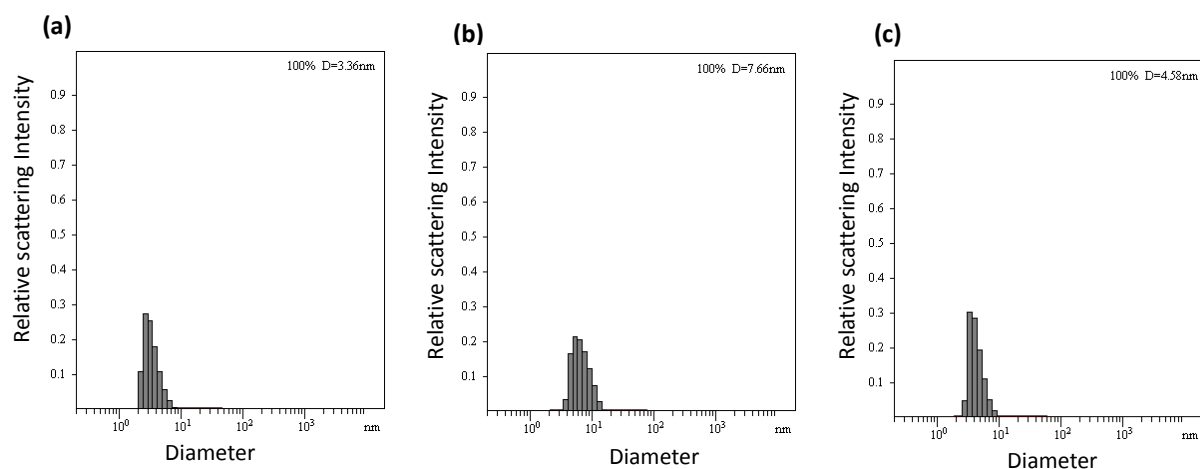 (a)
100% D=3.36nm
Relative scattering Intensity
0.9
0.8
0.7
0.6
0.5
0.4
0.3
0.2
0.1
10⁰ 10¹ 10² 10³ nm
Diameter
(b)
100% D=7.66nm
Relative scattering Intensity
0.9
0.8
0.7
0.6
0.5
0.4
0.3
0.2
0.1
10⁰ 10¹ 10² 10³ nm
Diameter
(c)
100% D=4.58nm
Relative scattering Intensity
0.9
0.8
0.7
0.6
0.5
0.4
0.3
0.2
0.1
10⁰ 10¹ 10² 10³ nm
Diameter